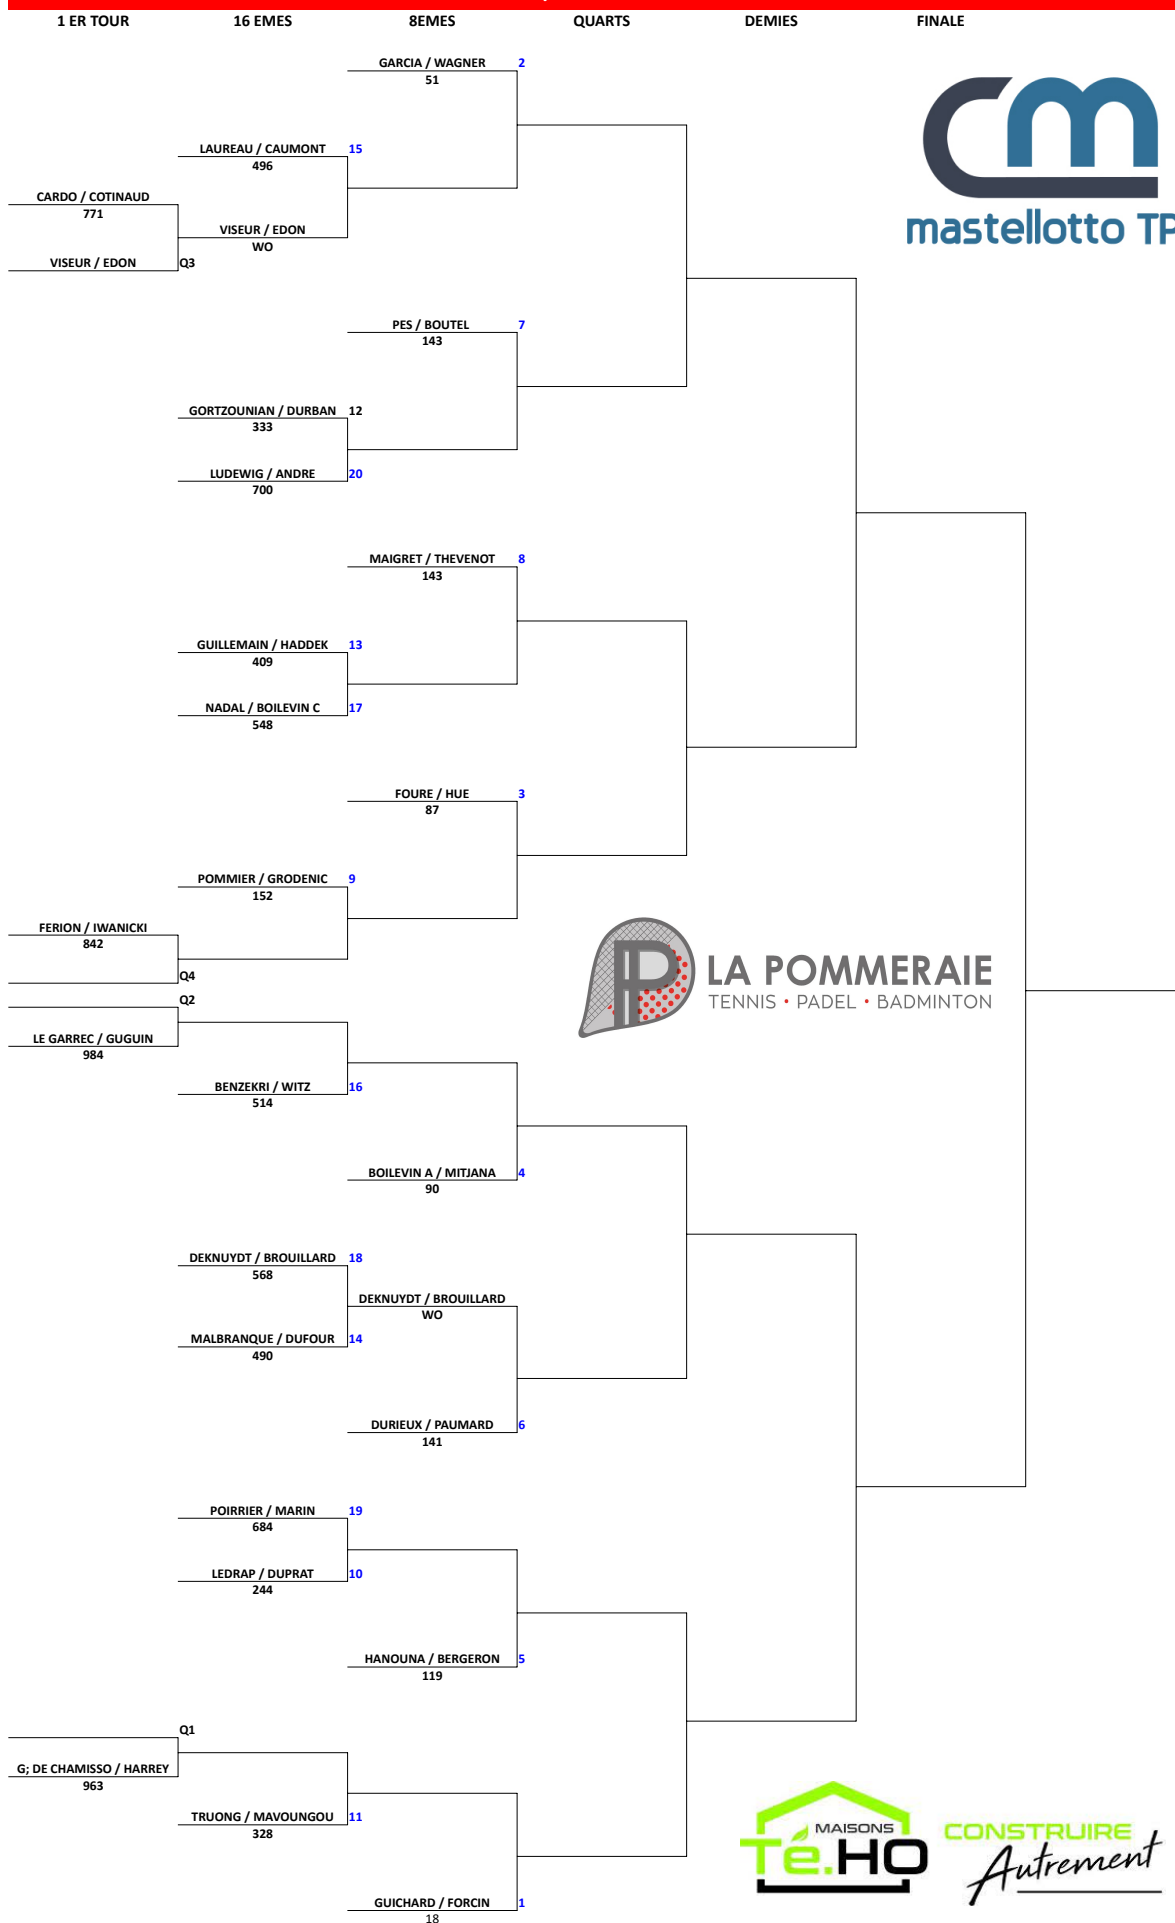 1 ER TOUR 16 EMES 8EMES QUARTS DEMIES FINALE
GARCIA / WAGNER 2
51
LAUREAU / CAUMONT 15
496
CARDO / COTINAUD
771
VISEUR / EDON
WO
VISEUR / EDON Q3
mastellotto TP
PES / BOUTEL 7
143
GORTZOUNIAN / DURBAN 12
333
LUDEWIG / ANDRE 20
700
MAIGRET / THEVENOT 8
143
GUILLEMAIN / HADDEK 13
409
NADAL / BOILEVIN C 17
548
FOURE / HUE 3
87
POMMIER / GRODENIC 9
152
FERION / IWANICKI
842
Q4
LA POMMERAIE
TENNIS • PADEL • BADMINTON
Q2
LE GARREC / GUGUIN
984
BENZEKRI / WITZ 16
514
BOILEVIN A / MITJANA 4
90
DEKNUYDT / BROUILLARD 18
568
DEKNUYDT / BROUILLARD
WO
MALBRANQUE / DUFOUR 14
490
DURIEUX / PAUMARD 6
141
POIRRIER / MARIN 19
684
LEDRAP / DUPRAT 10
244
HANOUNA / BERGERON 5
119
Q1
G; DE CHAMISSO / HARREY
963
TRUONG / MAVOUNGOU 11
328
MAISONS
Té.HO
CONSTRUIRE
Autrement
GUICHARD / FORCIN 1
18